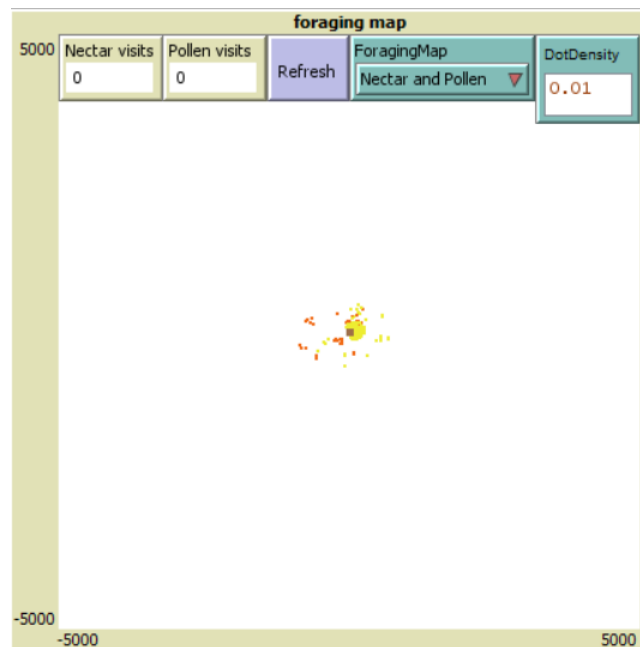 foraging map
5000
Nectar visits
0
Pollen visits
0
Refresh
ForagingMap
Nectar and Pollen
DotDensity
0.01
-5000
-5000
5000